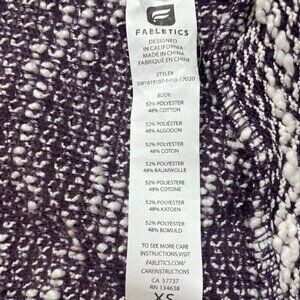 FABLETICS
DESIGNED
IN CALIFORNIA
MADE IN CHINA
FABRIQUÉ EN CHINE
STYLE#
BODY:
52% POLYESTER
48% COTTON
52% POLIÉSTER
48% ALGODON
52% POLYESTER
48% COTONE
52% POLYESTER
48% BAUMWOLLE
52% POLIESTERE
48% COTONE
52% POLYESTER
48% KATOEN
52% POLYESTER
48% BOMULD
TO SEE MORE CARE
INSTRUCTIONS,VISIT
FABLETICS.COM/
CAREINSTRUCTIONS
CA 57737
RN 134638
XS